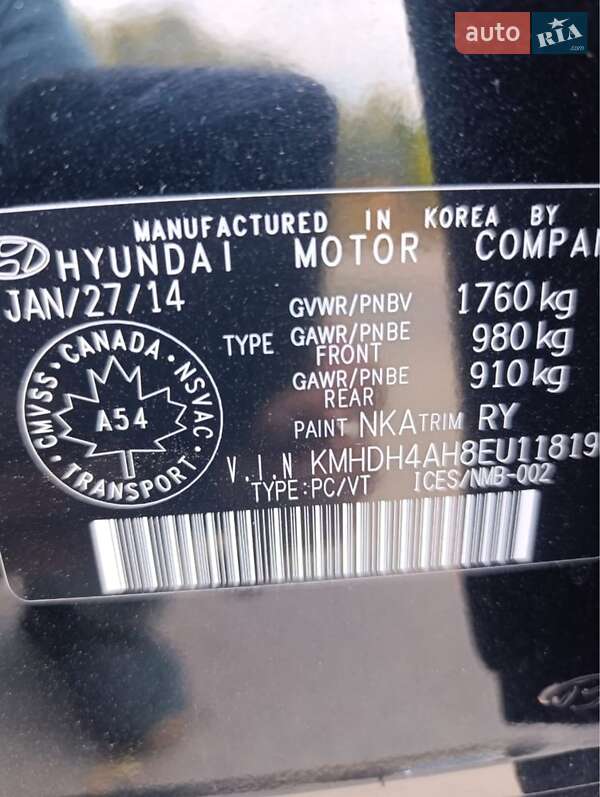 auto RIA.com
MANUFACTURED IN KOREA BY
HYUNDAI MOTOR COMPA
JAN/27/14
GVWR/PNBV 1760 kg
TYPE GAWR/PNBE FRONT 980 kg
GAWR/PNBE REAR 910 kg
PAINT NKA TRIM RY
V.I.N KMHDH4AH8EU11819
TYPE:PC/VT ICES/NMB-002
CANADA
CMVSS · NSVAC
A54
TRANSPORT